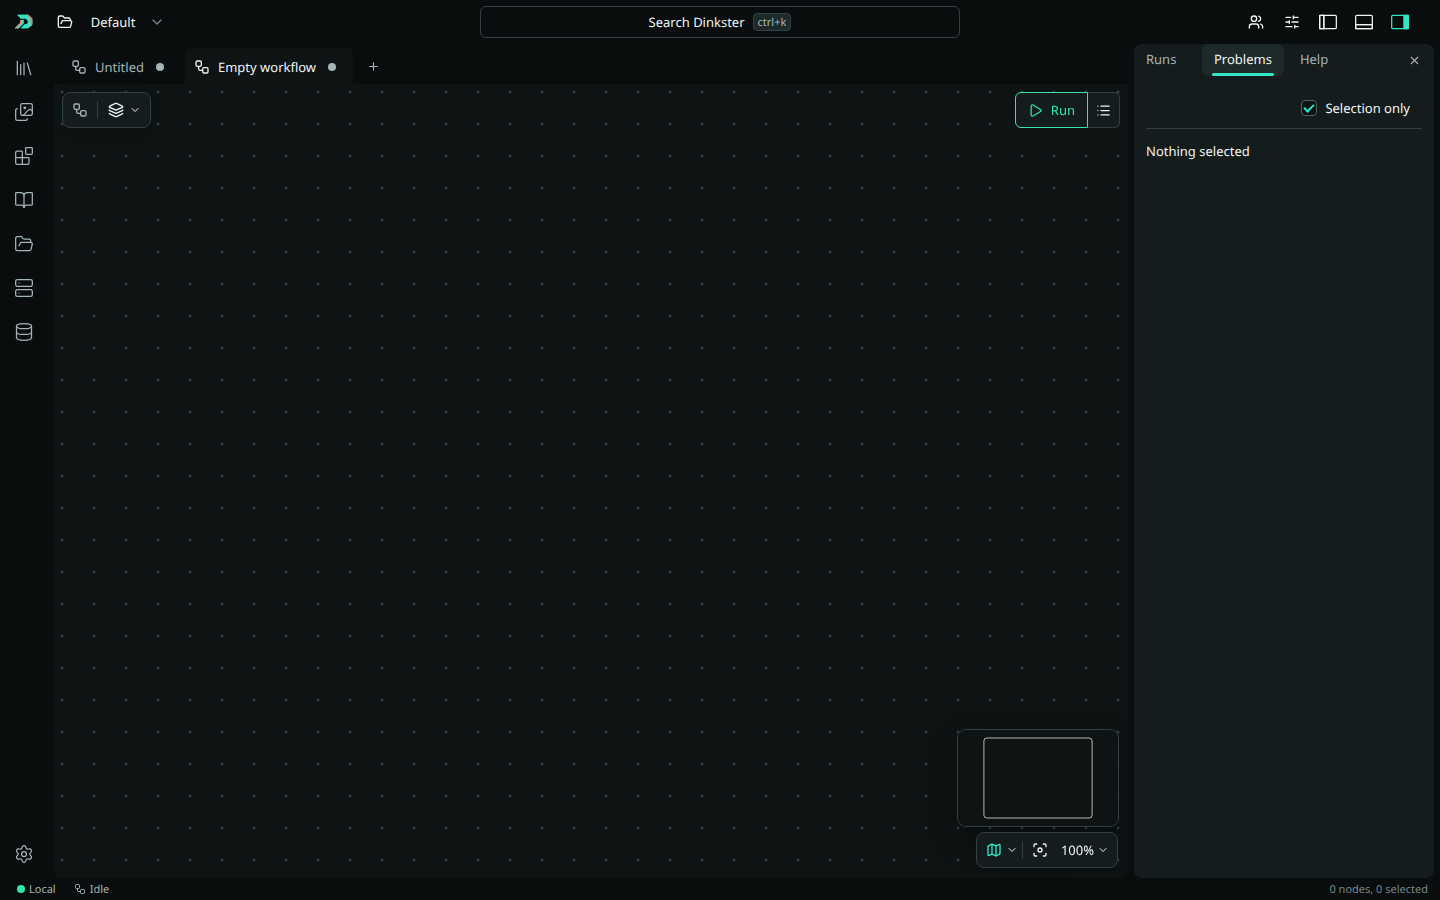 Default
Search Dinkster ctrl+k
Untitled
Empty workflow
Runs
Problems
Help
Run
Selection only
Nothing selected
100%
Local
Idle
0 nodes, 0 selected